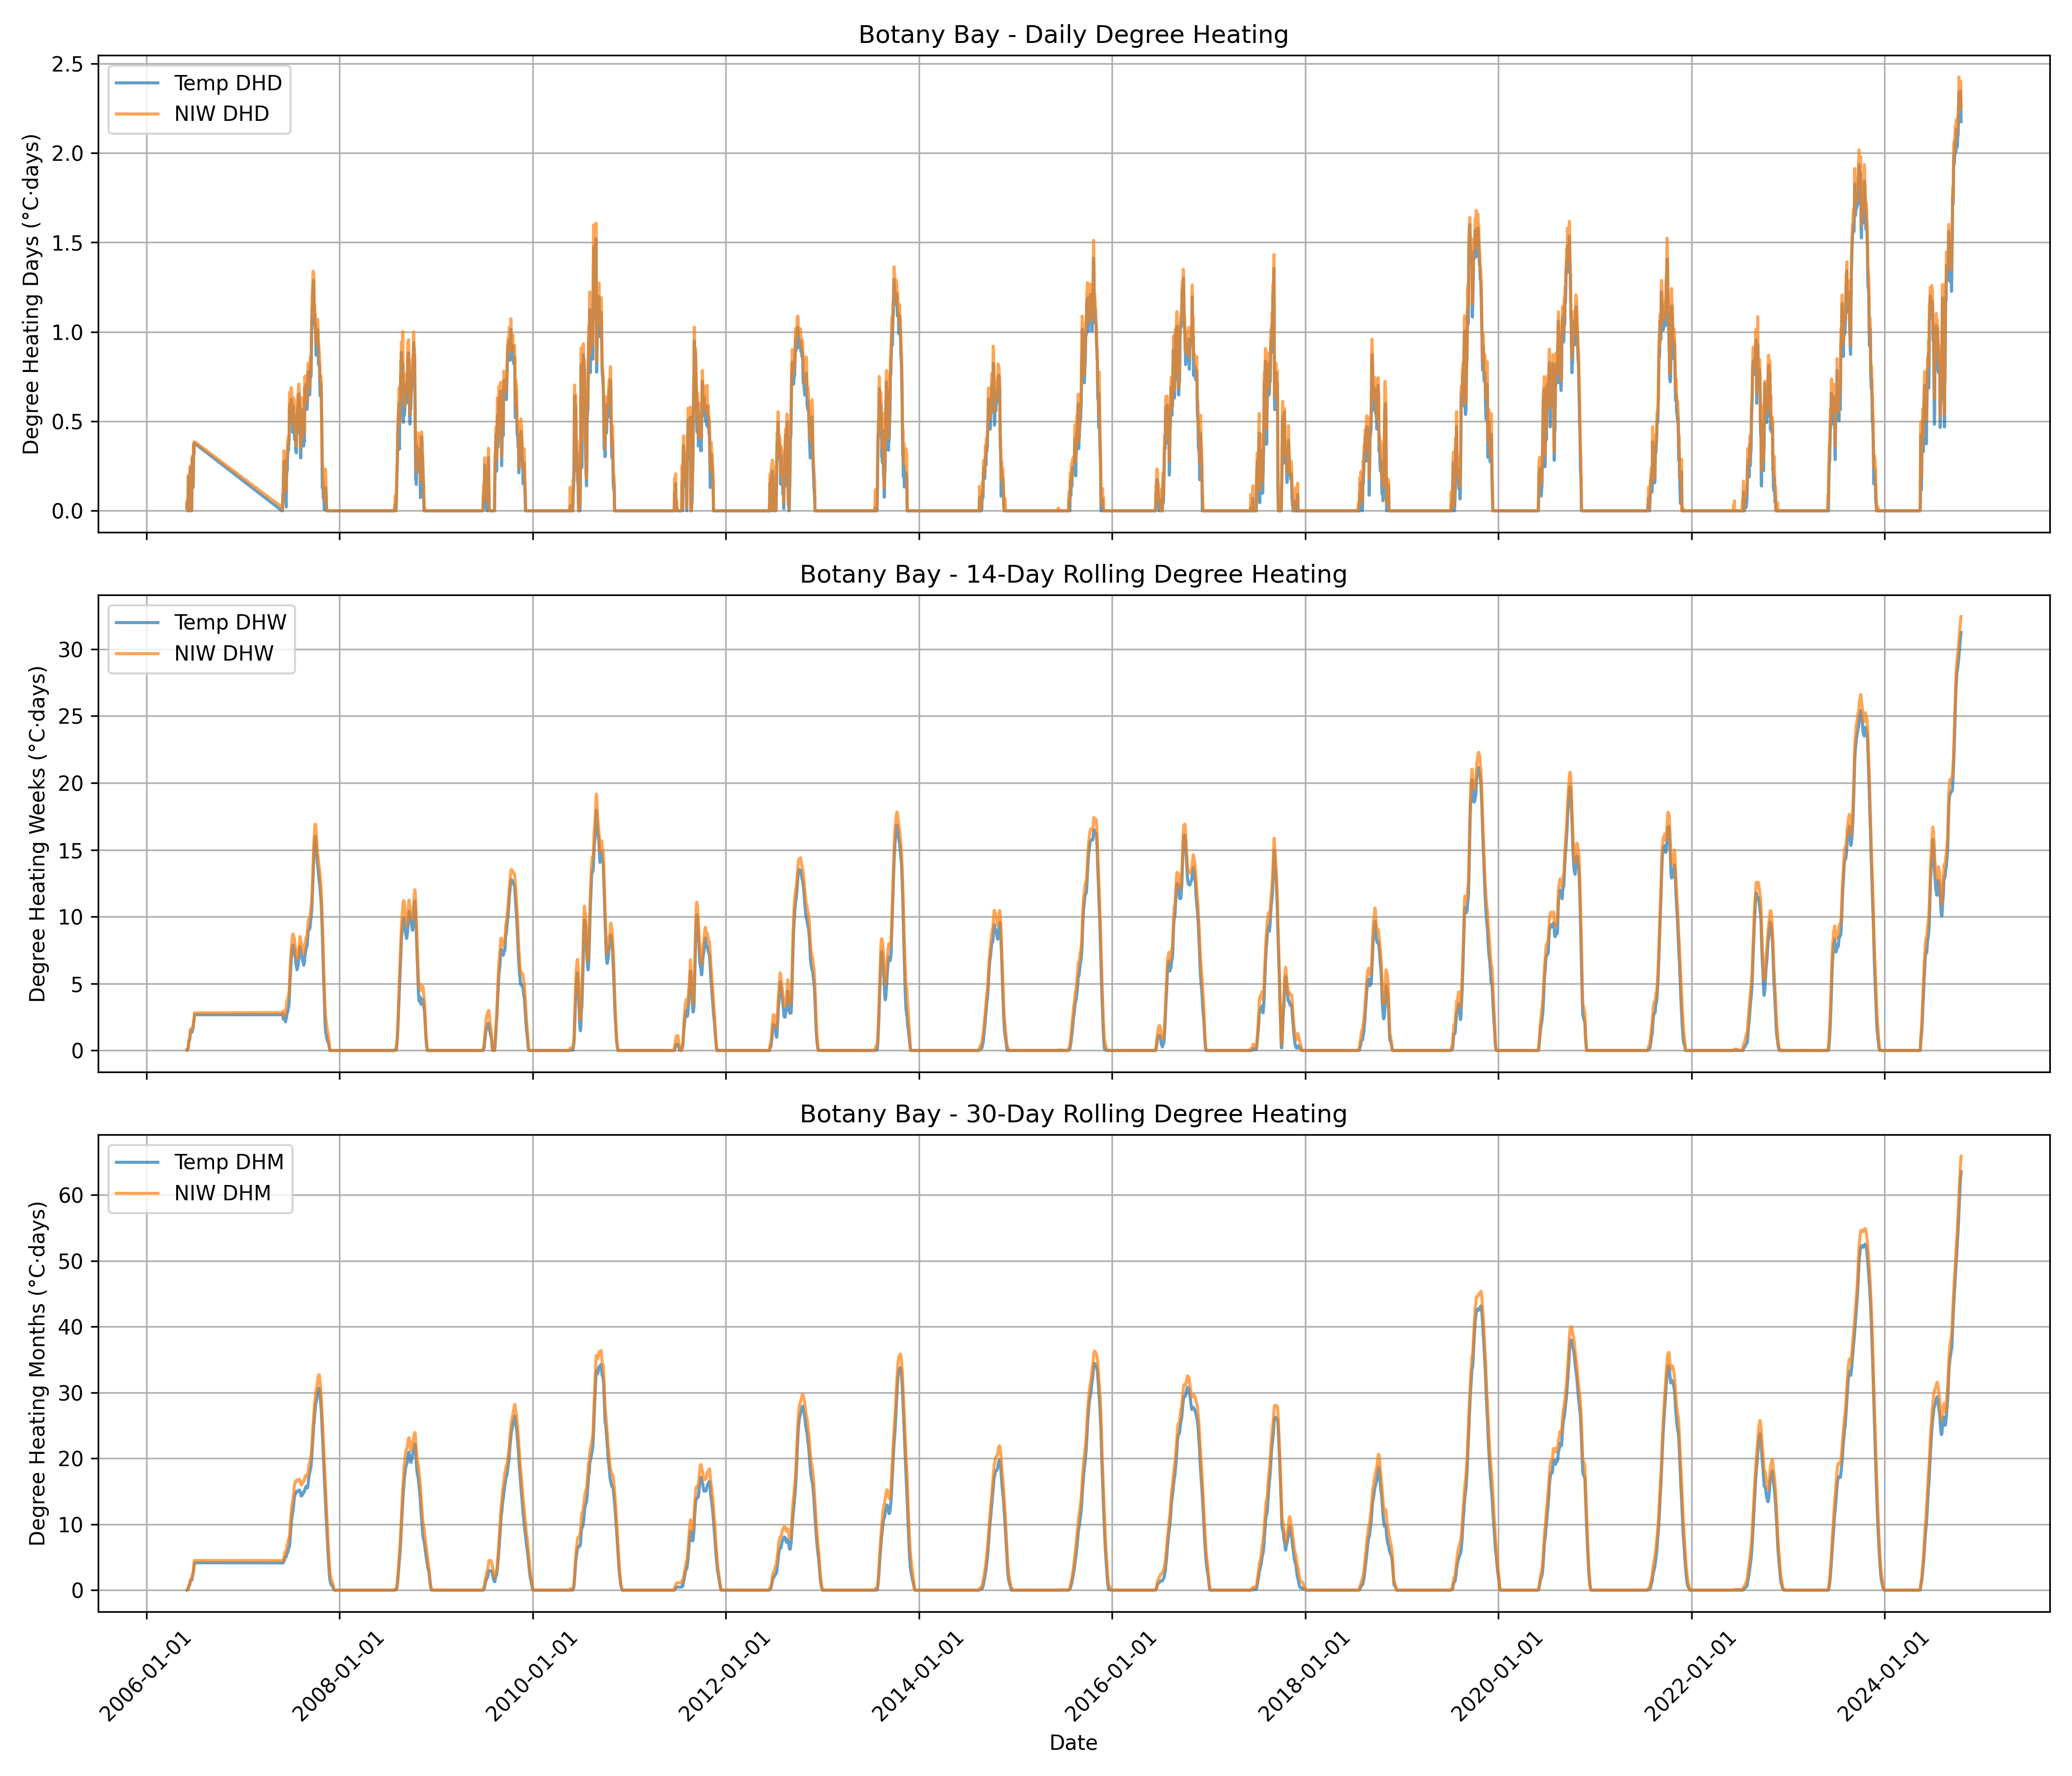 Botany Bay - Daily Degree Heating
Degree Heating Days (°C·days)
2.5
2.0
1.5
1.0
0.5
0.0
Temp DHD
NIW DHD
Botany Bay - 14-Day Rolling Degree Heating
Degree Heating Weeks (°C·days)
30
25
20
15
10
5
0
Temp DHW
NIW DHW
Botany Bay - 30-Day Rolling Degree Heating
Degree Heating Months (°C·days)
60
50
40
30
20
10
0
Temp DHM
NIW DHM
2006-01-01
2008-01-01
2010-01-01
2012-01-01
2014-01-01
2016-01-01
2018-01-01
2020-01-01
2022-01-01
2024-01-01
Date